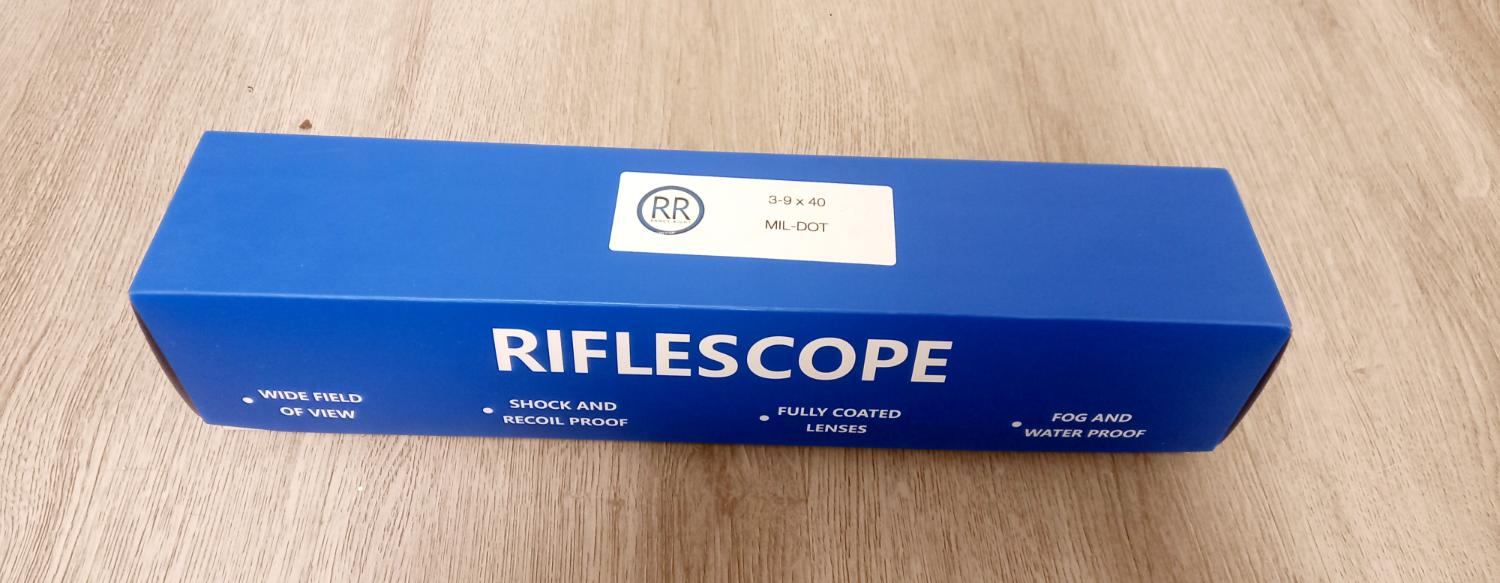 RR
3-9 x 40
MIL-DOT
RIFLESCOPE
• WIDE FIELD
OF VIEW
• SHOCK AND
RECOIL PROOF
• FULLY COATED
LENSES
• FOG AND
WATER PROOF